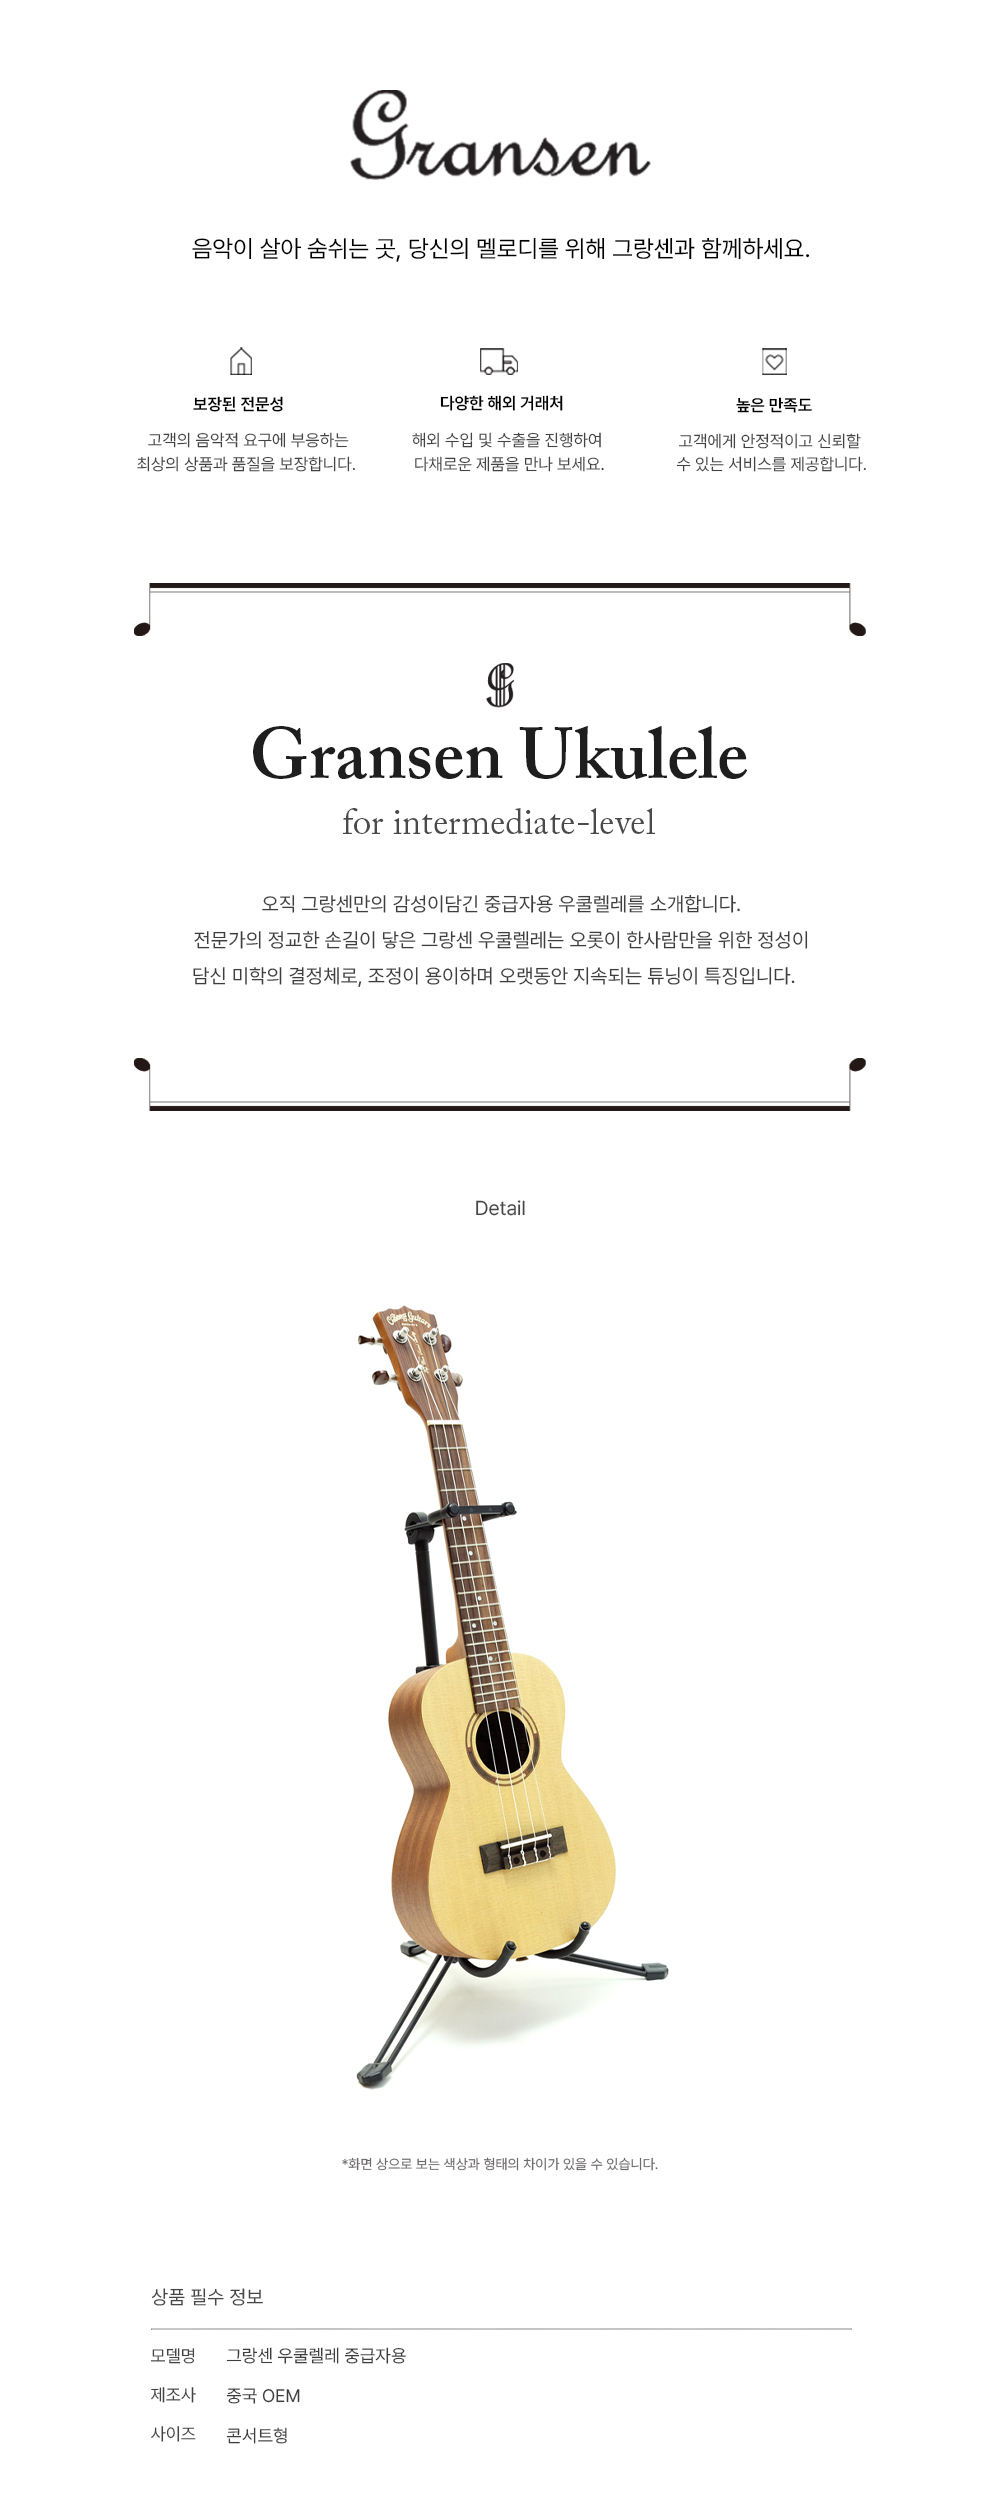 Gransen
음악이 살아 숨쉬는 곳, 당신의 멜로디를 위해 그랑센과 함께하세요.
보장된 전문성
고객의 음악적 요구에 부응하는
최상의 상품과 품질을 보장합니다.
다양한 해외 거래처
해외 수입 및 수출을 진행하여
다채로운 제품을 만나 보세요.
높은 만족도
고객에게 안정적이고 신뢰할
수 있는 서비스를 제공합니다.
Gransen Ukulele
for intermediate-level
오직 그랑센만의 감성이담긴 중급자용 우쿨렐레를 소개합니다.
전문가의 정교한 손길이 닿은 그랑센 우쿨렐레는 오롯이 한사람만을 위한 정성이
담신 미학의 결정체로, 조정이 용이하며 오랫동안 지속되는 튜닝이 특징입니다.
Detail
*화면 상으로 보는 색상과 형태의 차이가 있을 수 있습니다.
상품 필수 정보
모델명 그랑센 우쿨렐레 중급자용
제조사 중국 OEM
사이즈 콘서트형